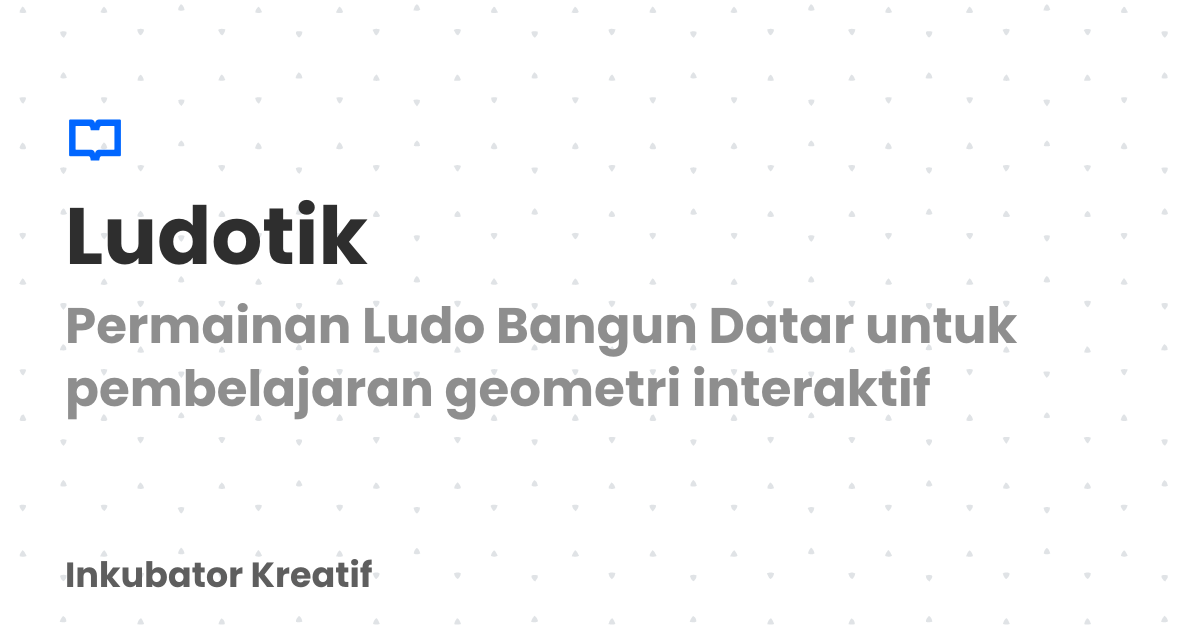 Ludotik
Permainan Ludo Bangun Datar untuk
pembelajaran geometri interaktif
Inkubator Kreatif